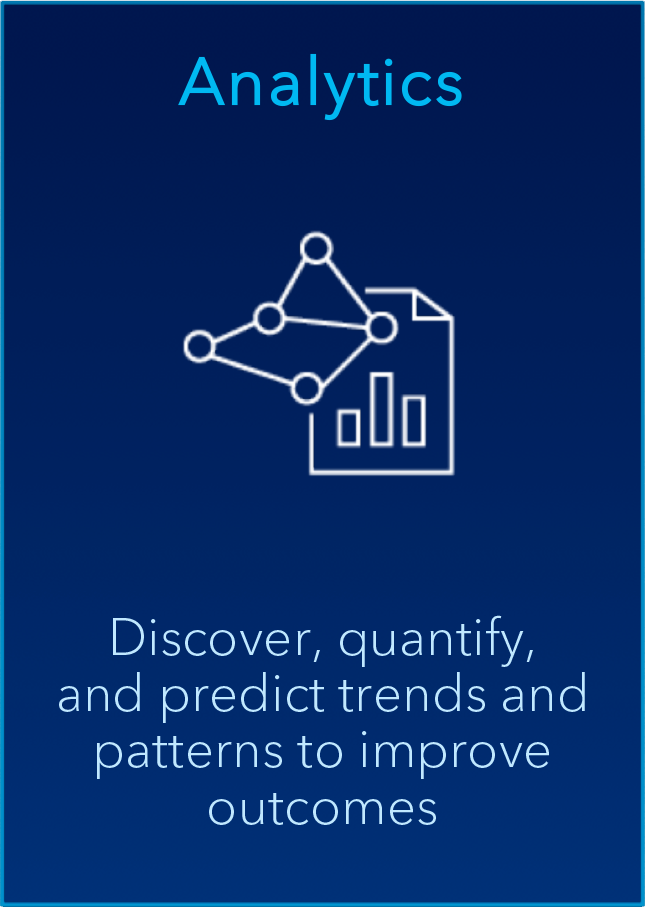 Analytics
Discover, quantify,
and predict trends and
patterns to improve
outcomes